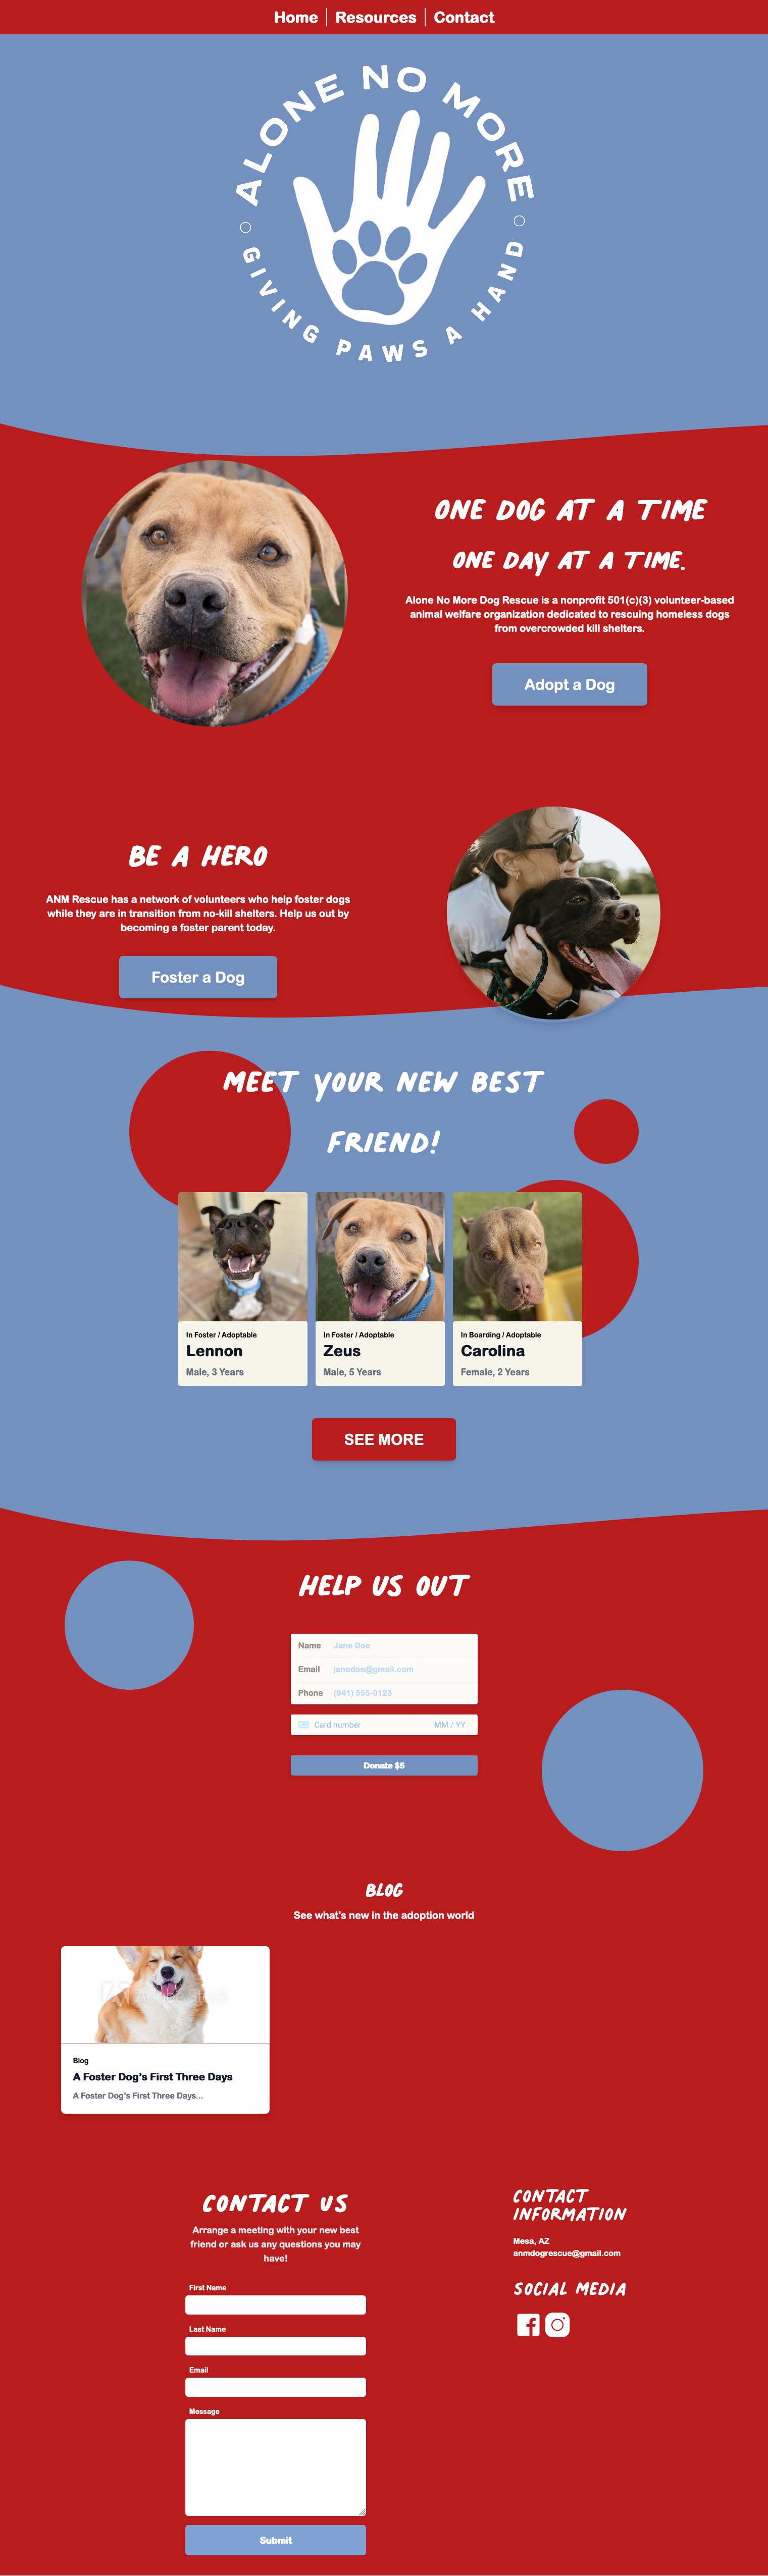 Home
Resources
Contact
ALONE NO MORE
GIVING PAWS A HAND
ONE DOG AT A TIME
ONE DAY AT A TIME.
Alone No More Dog Rescue is a nonprofit 501(c)(3) volunteer-based
animal welfare organization dedicated to rescuing homeless dogs
from overcrowded kill shelters.
Adopt a Dog
BE A HERO
ANM Rescue has a network of volunteers who help foster dogs
while they are in transition from no-kill shelters. Help us out by
becoming a foster parent today.
Foster a Dog
MEET YOUR NEW BEST
FRIEND!
In Foster / Adoptable
Lennon
Male, 3 Years
In Foster / Adoptable
Zeus
Male, 5 Years
In Boarding / Adoptable
Carolina
Female, 2 Years
SEE MORE
HELP US OUT
Name Jane Doe
Email janedoe@gmail.com
Phone (941) 555-0123
Card number MM / YY
Donate $5
BLOG
See what's new in the adoption world
Adobe Stock
Blog
A Foster Dog's First Three Days
A Foster Dog's First Three Days...
CONTACT US
Arrange a meeting with your new best
friend or ask us any questions you may
have!
First Name
Last Name
Email
Message
Submit
CONTACT
INFORMATION
Mesa, AZ
anmdogrescue@gmail.com
SOCIAL MEDIA